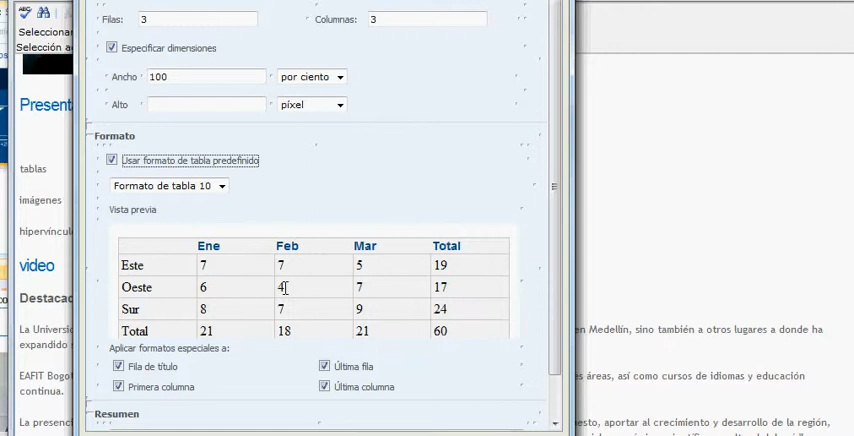 Filas: 3 Columnas: 3
Seleccionar
Selección a
Especificar dimensiones
Ancho 100 por ciento
Present
Alto píxel
Formato
Usar formato de tabla predefinido
tablas
Formato de tabla 10
imágenes
Vista previa
hipervíncul
Ene Feb Mar Total
Este 7 7 5 19
video
Oeste 6 4 7 17
Destaca
Sur 8 7 9 24
La Universi en Medellín, sino también a otros lugares a donde ha
Total 21 18 21 60
expandido
Aplicar formatos especiales a:
Fila de título Última fila
EAFIT Bogo es áreas, así como cursos de idiomas y educación
Primera columna Última columna
continua.
Resumen
La presenc esto, aportar al crecimiento y desarrollo de la región,